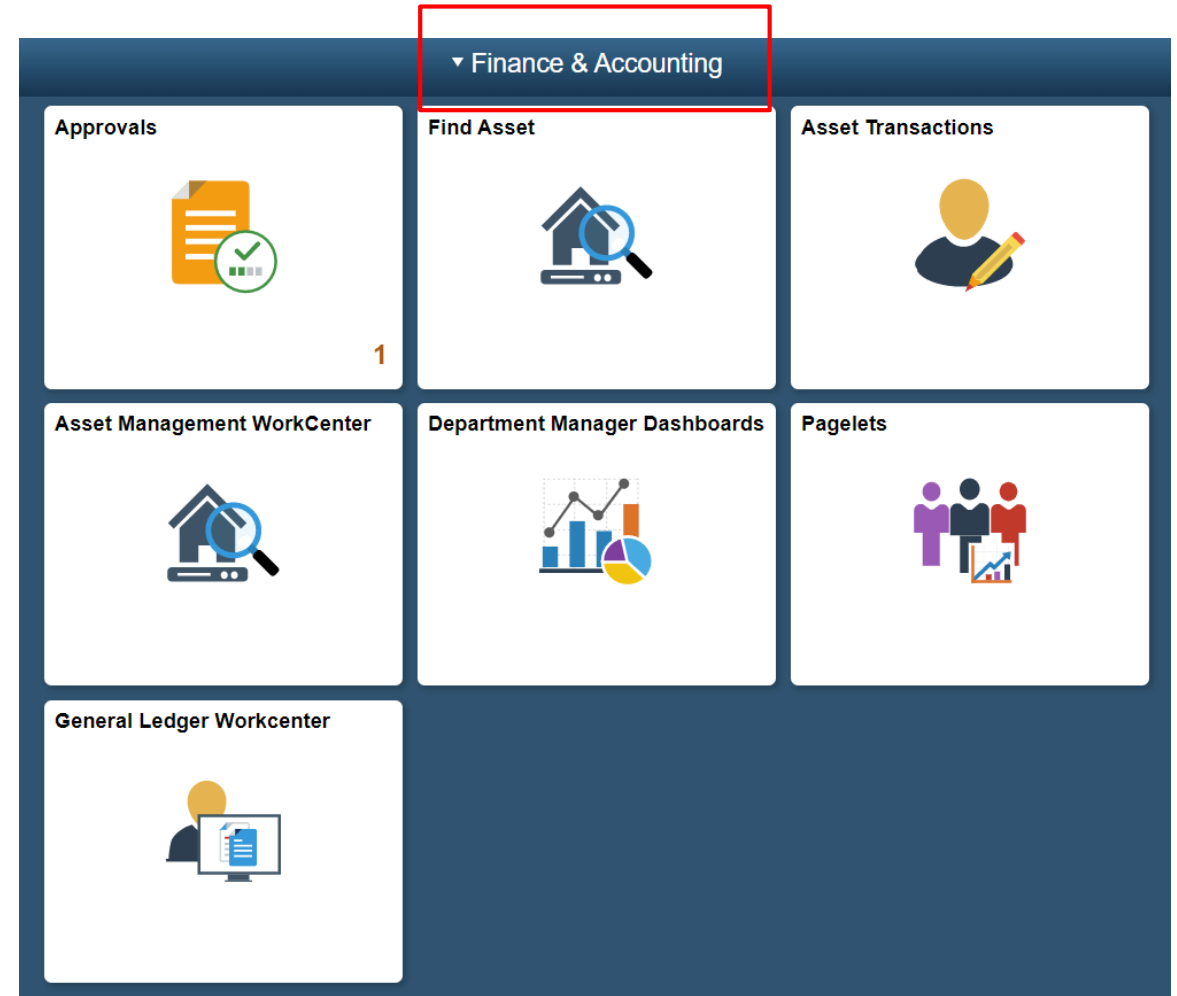 Finance & Accounting
Approvals
1
Find Asset
Asset Transactions
Asset Management WorkCenter
Department Manager Dashboards
Pagelets
General Ledger Workcenter